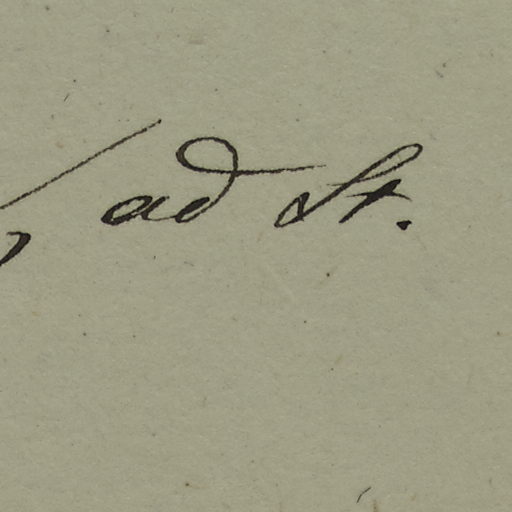 , ad St.